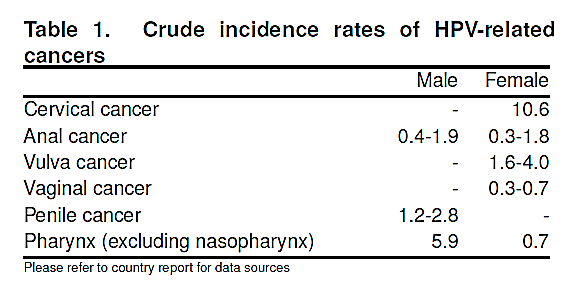 Table 1. Crude incidence rates of HPV-related
cancers
Male Female
Cervical cancer - 10.6
Anal cancer 0.4-1.9 0.3-1.8
Vulva cancer - 1.6-4.0
Vaginal cancer - 0.3-0.7
Penile cancer 1.2-2.8 -
Pharynx (excluding nasopharynx) 5.9 0.7
Please refer to country report for data sources